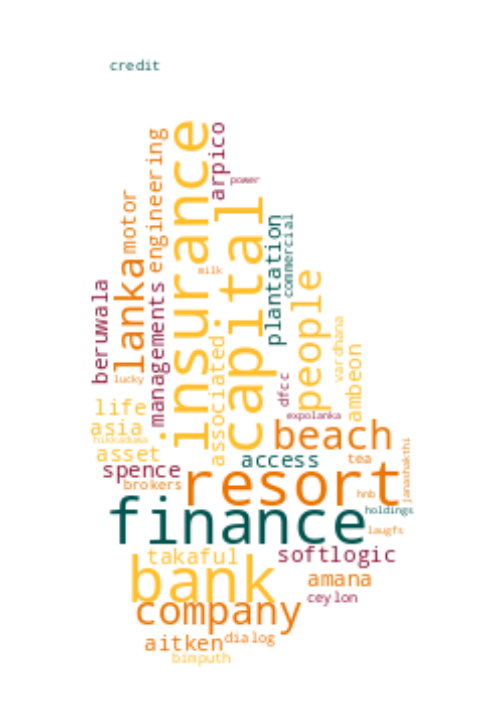 credit
insurance
arpico
engineering
power
motor
capital
plantation
commercial
lanka
milk
people
beruwala
managements
associated
vardhana
ambeon
lucky
dfcc
life
expolanka
asia
beach
hikkaduwa
asset
access
tea
janashakthi
spence
resort
brokers
hnb
finance
holdings
laugfs
takaful
softlogic
bank
amana
company
ceylon
aitken
dialog
bimputh